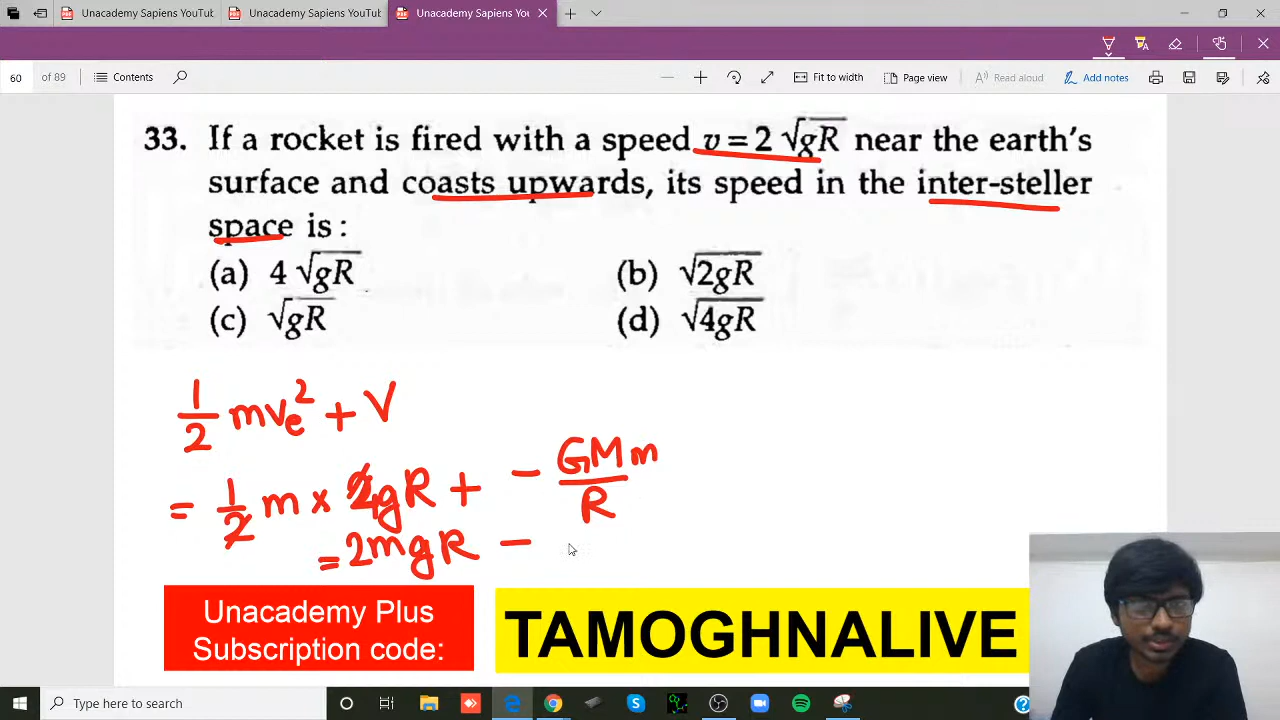 Unacademy Sapiens YouTu
Unacademy Sapiens YouTu
Unacademy Sapiens YouTu
60 of 89
Contents
Fit to width
Page view
Read aloud
Add notes
33. If a rocket is fired with a speed v = 2 √gR near the earth's
surface and coasts upwards, its speed in the inter-steller
space is :
(a) 4 √gR
(b) √2gR
(c) √gR
(d) √4gR
1/2 mve² + V
= 1/2 m × 4gR + - GMm/R
= 2mgR -
Unacademy Plus
Subscription code:
TAMOGHNALIVE
Type here to search